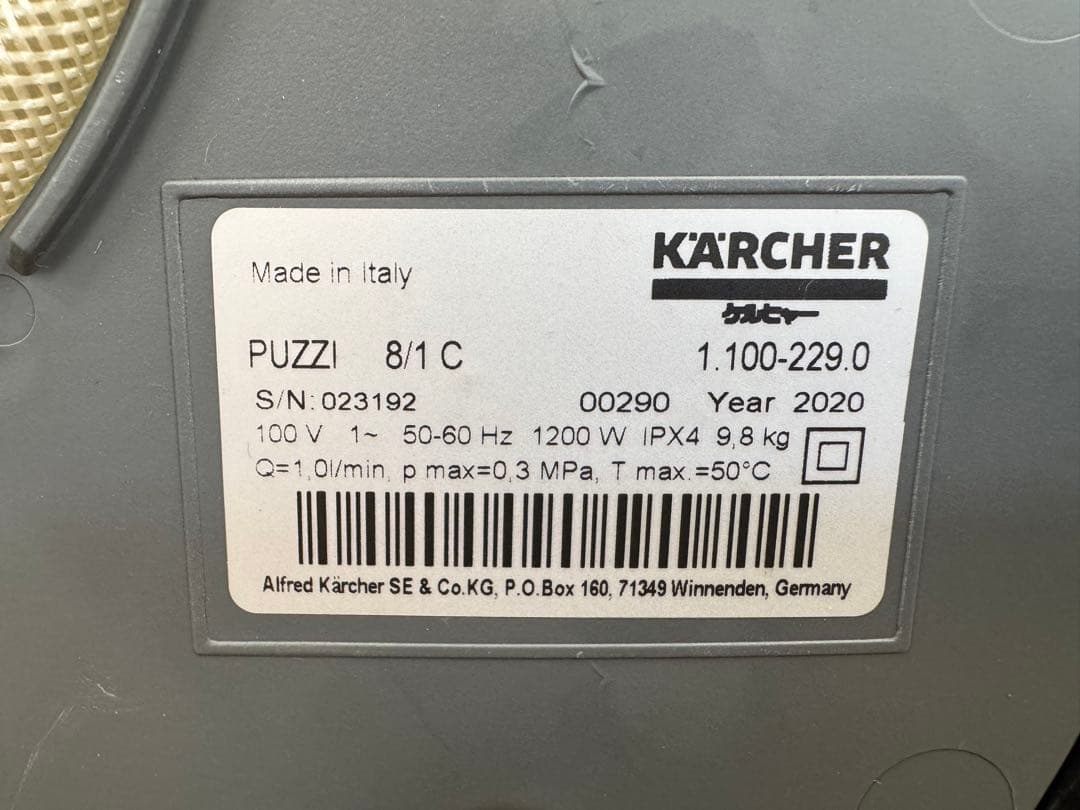 Made in Italy
KÄRCHER
ケルヒャー
PUZZI 8/1 C 1.100-229.0
S/N: 023192 00290 Year 2020
100 V 1~ 50-60 Hz 1200 W IPX4 9,8 kg
Q=1,0l/min, p max=0,3 MPa, T max.=50°C
Alfred Kärcher SE & Co.KG, P.O.Box 160, 71349 Winnenden, Germany